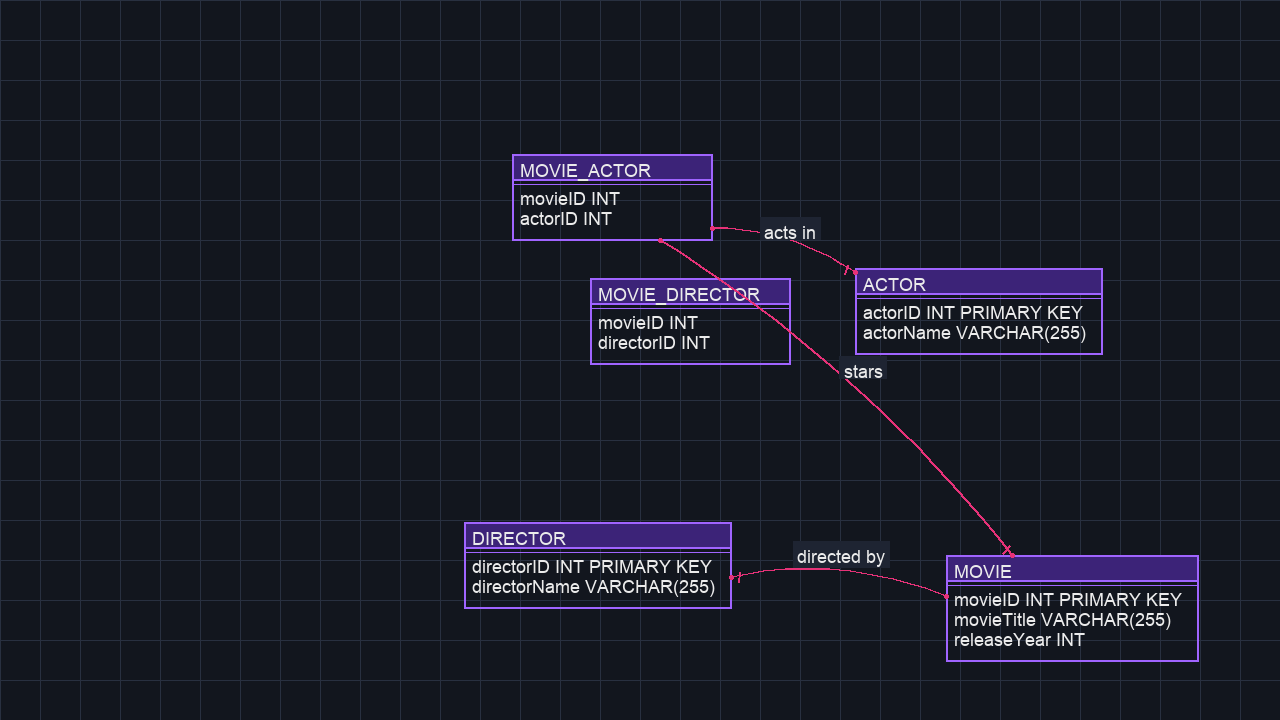 MOVIE_ACTOR
movieID INT
actorID INT
acts in
ACTOR
actorID INT PRIMARY KEY
actorName VARCHAR(255)
MOVIE_DIRECTOR
movieID INT
directorID INT
stars
DIRECTOR
directorID INT PRIMARY KEY
directorName VARCHAR(255)
directed by
MOVIE
movieID INT PRIMARY KEY
movieTitle VARCHAR(255)
releaseYear INT